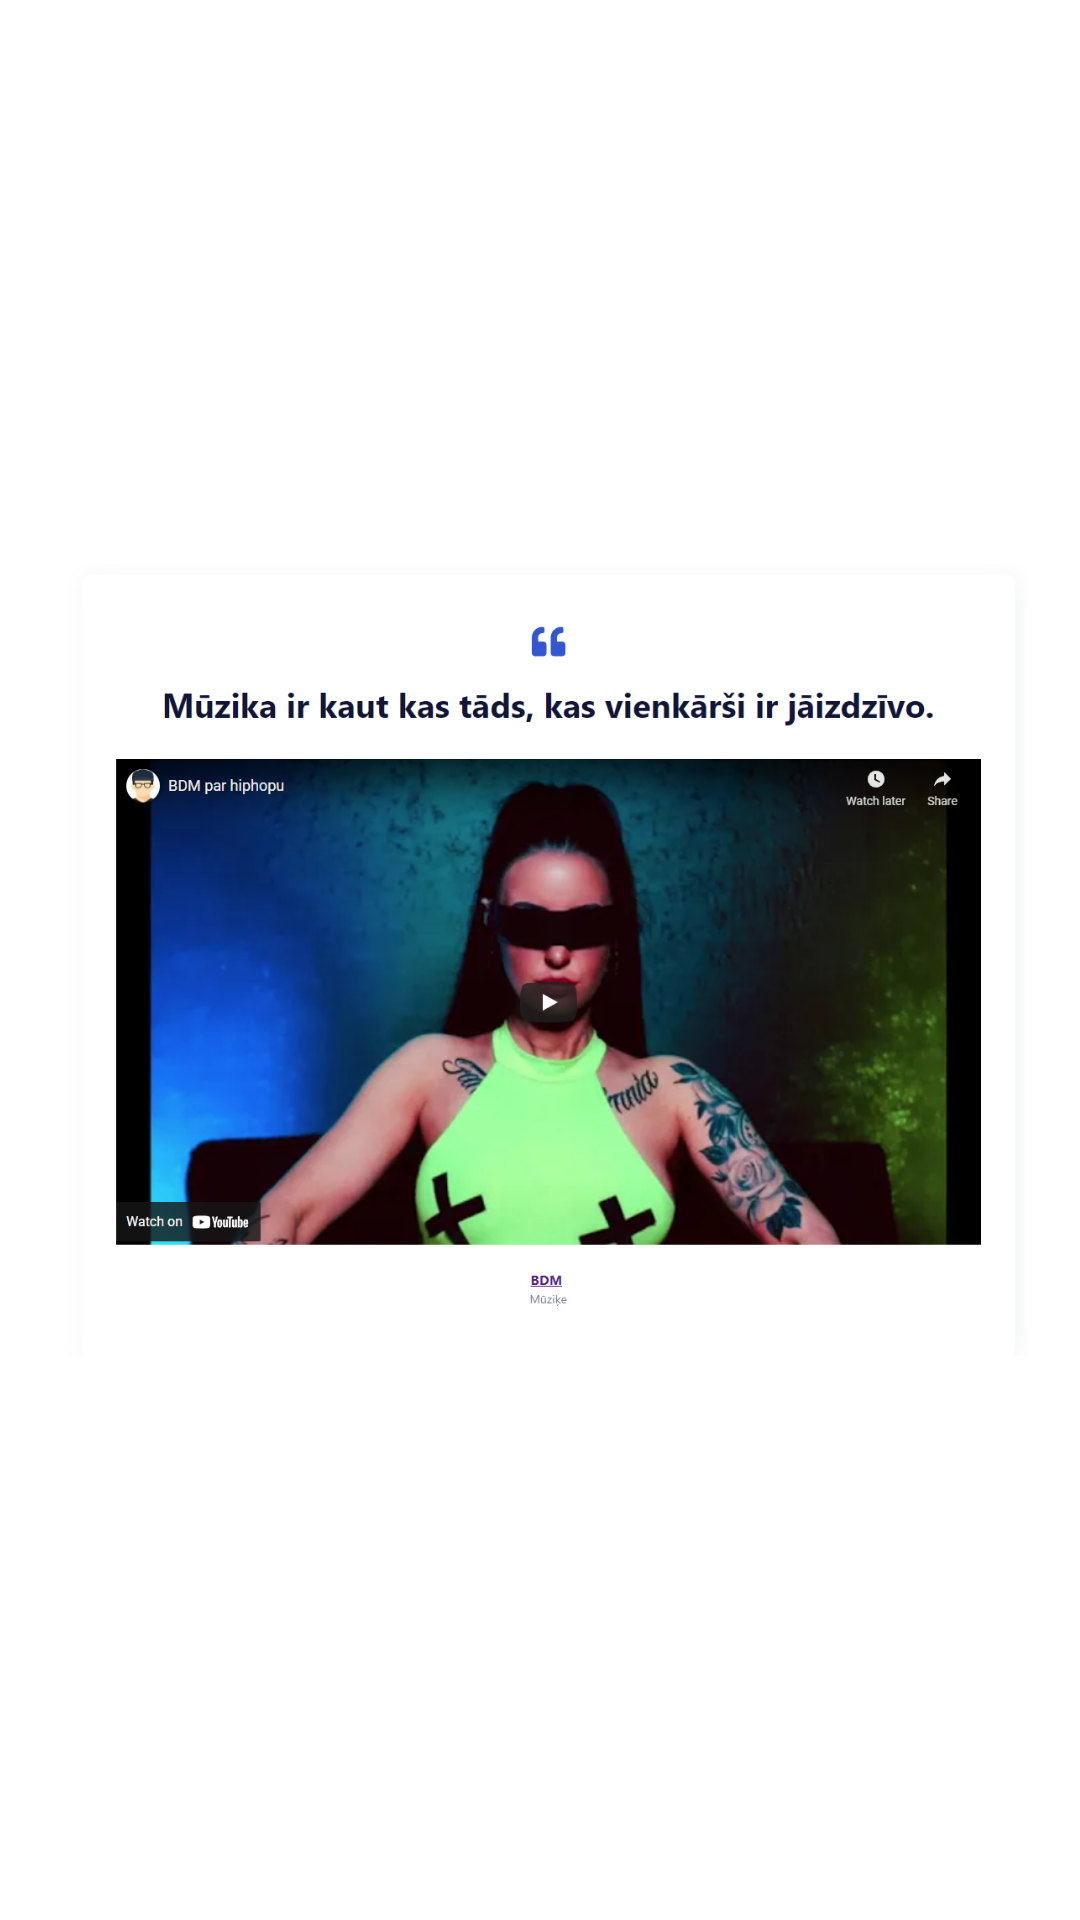 Mūzika ir kaut kas tāds, kas vienkārši ir jāizdzīvo.
BDM par hiphopu
Watch later
Share
Watch on YouTube
BDM
Mūziķe